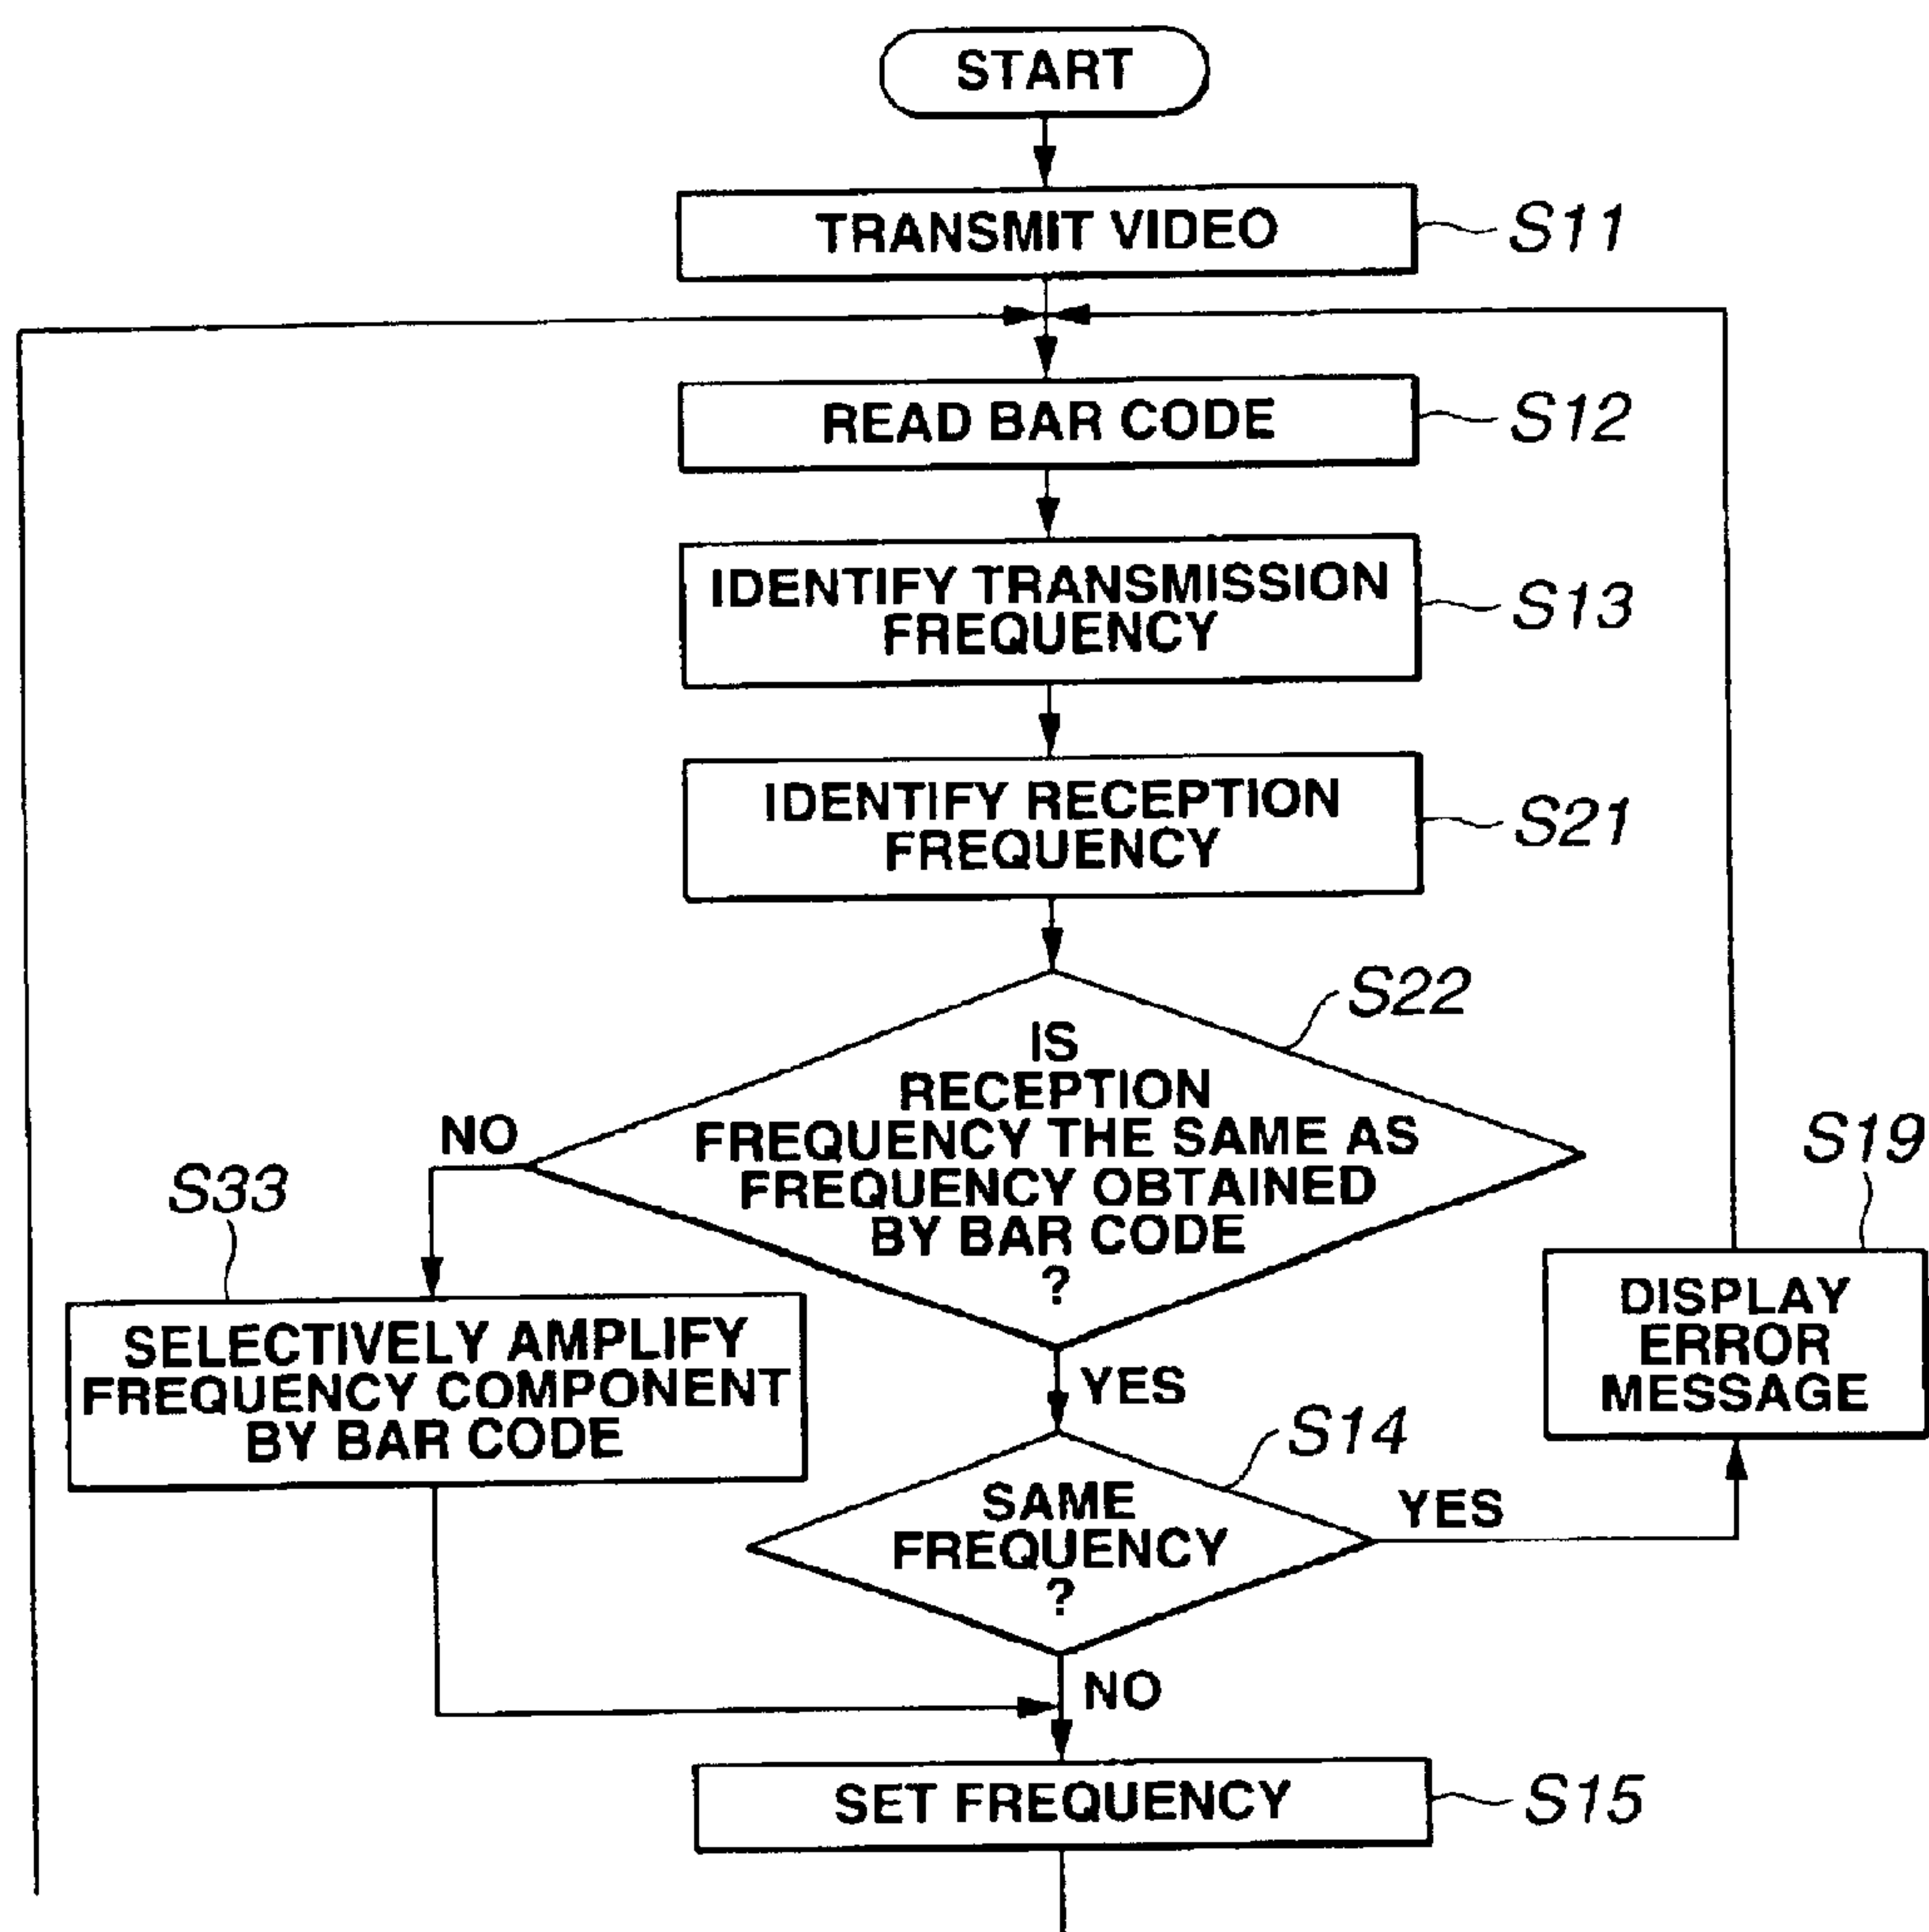 START
TRANSMIT VIDEO
S11
READ BAR CODE
S12
IDENTIFY TRANSMISSION
FREQUENCY
S13
IDENTIFY RECEPTION
FREQUENCY
S21
S22
IS
RECEPTION
FREQUENCY THE SAME AS
FREQUENCY OBTAINED
BY BAR CODE
?
NO
S33
SELECTIVELY AMPLIFY
FREQUENCY COMPONENT
BY BAR CODE
YES
S19
DISPLAY
ERROR
MESSAGE
S14
SAME
FREQUENCY
?
YES
NO
SET FREQUENCY
S15